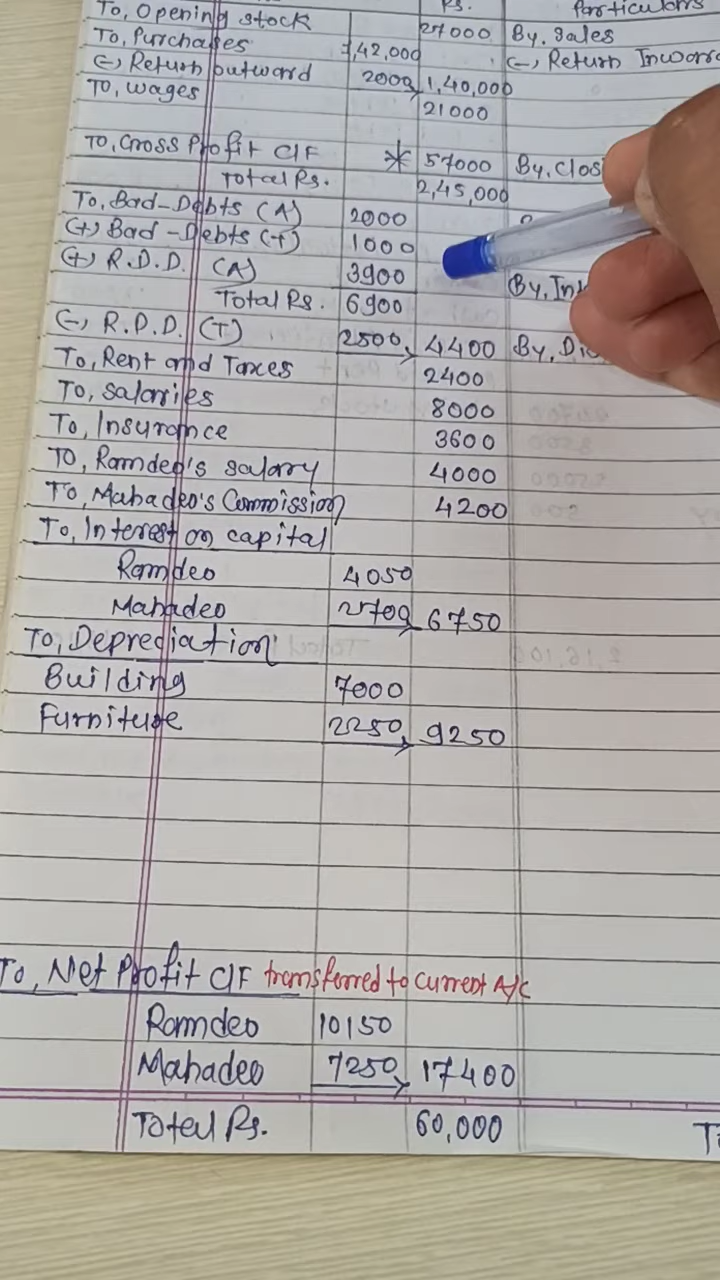 Rs. Particulars
To, Opening stock 27000 By, Sales
To, Purchases 1,42,000 (-) Return Inward
(-) Return outward 2000 1,40,000
To, wages 21000
To, Gross Profit C/F * 57000 By, Clos
Total Rs. 2,45,000
To, Bad-Debts (A) 2000
(+) Bad-Debts (T) 1000
(+) R.D.D. (A) 3900 By, Int
Total Rs. 6900
(-) R.D.D. (T) 2500 4400 By, Dis
To, Rent and Taxes 2400
To, Salaries 8000
To, Insurance 3600
To, Ramdeo's salary 4000
To, Mahadeo's Commission 4200
To, Interest on capital
Ramdeo 4050
Mahadeo 2700 6750
To, Depreciation
Building 7000
Furniture 2250 9250
To, Net Profit C/F transferred to current A/C
Ramdeo 10150
Mahadeo 7250 17400
Total Rs. 60,000 T